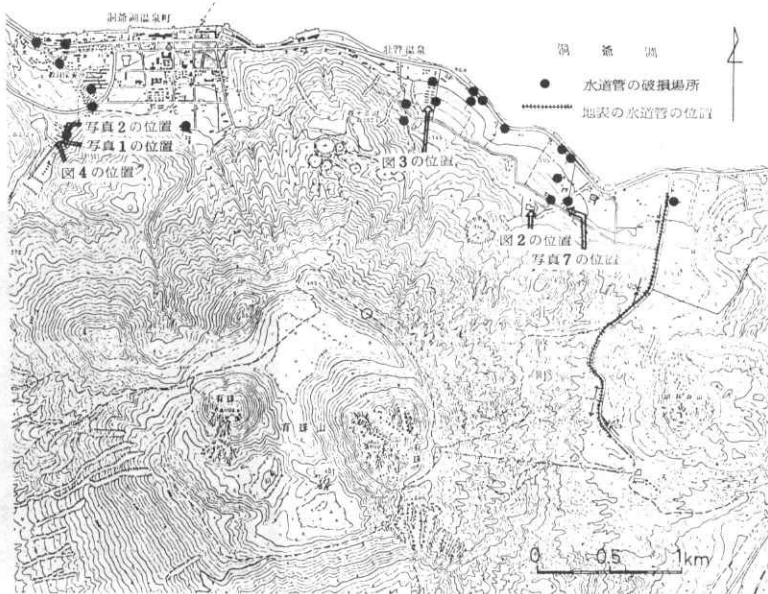 洞爺湖温泉町
壮瞥温泉
洞爺湖
水道管の破損場所
地表の水道管の位置
写真2の位置
写真1の位置
図4の位置
図3の位置
図2の位置
写真7の位置
有珠山
0 0.5 1km